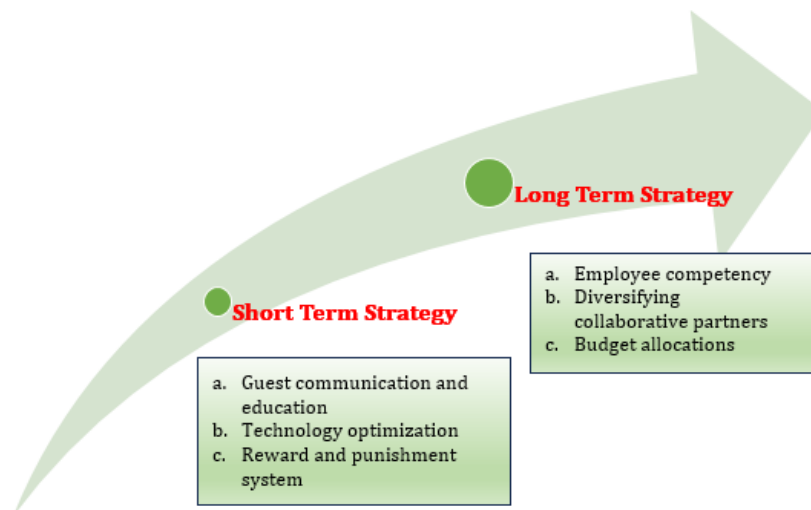 Long Term Strategy
a. Employee competency
b. Diversifying
collaborative partners
c. Budget allocations
Short Term Strategy
a. Guest communication and
education
b. Technology optimization
c. Reward and punishment
system